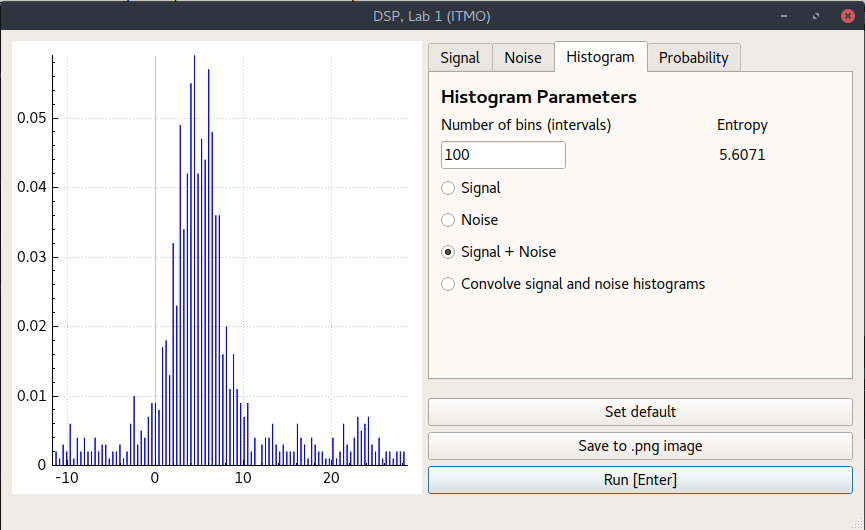 DSP, Lab 1 (ITMO)
Signal Noise Histogram Probability
Histogram Parameters
Number of bins (intervals) Entropy
100 5.6071
Signal
Noise
Signal + Noise
Convolve signal and noise histograms
Set default
Save to .png image
Run [Enter]
0.05
0.04
0.03
0.02
0.01
0
-10 0 10 20